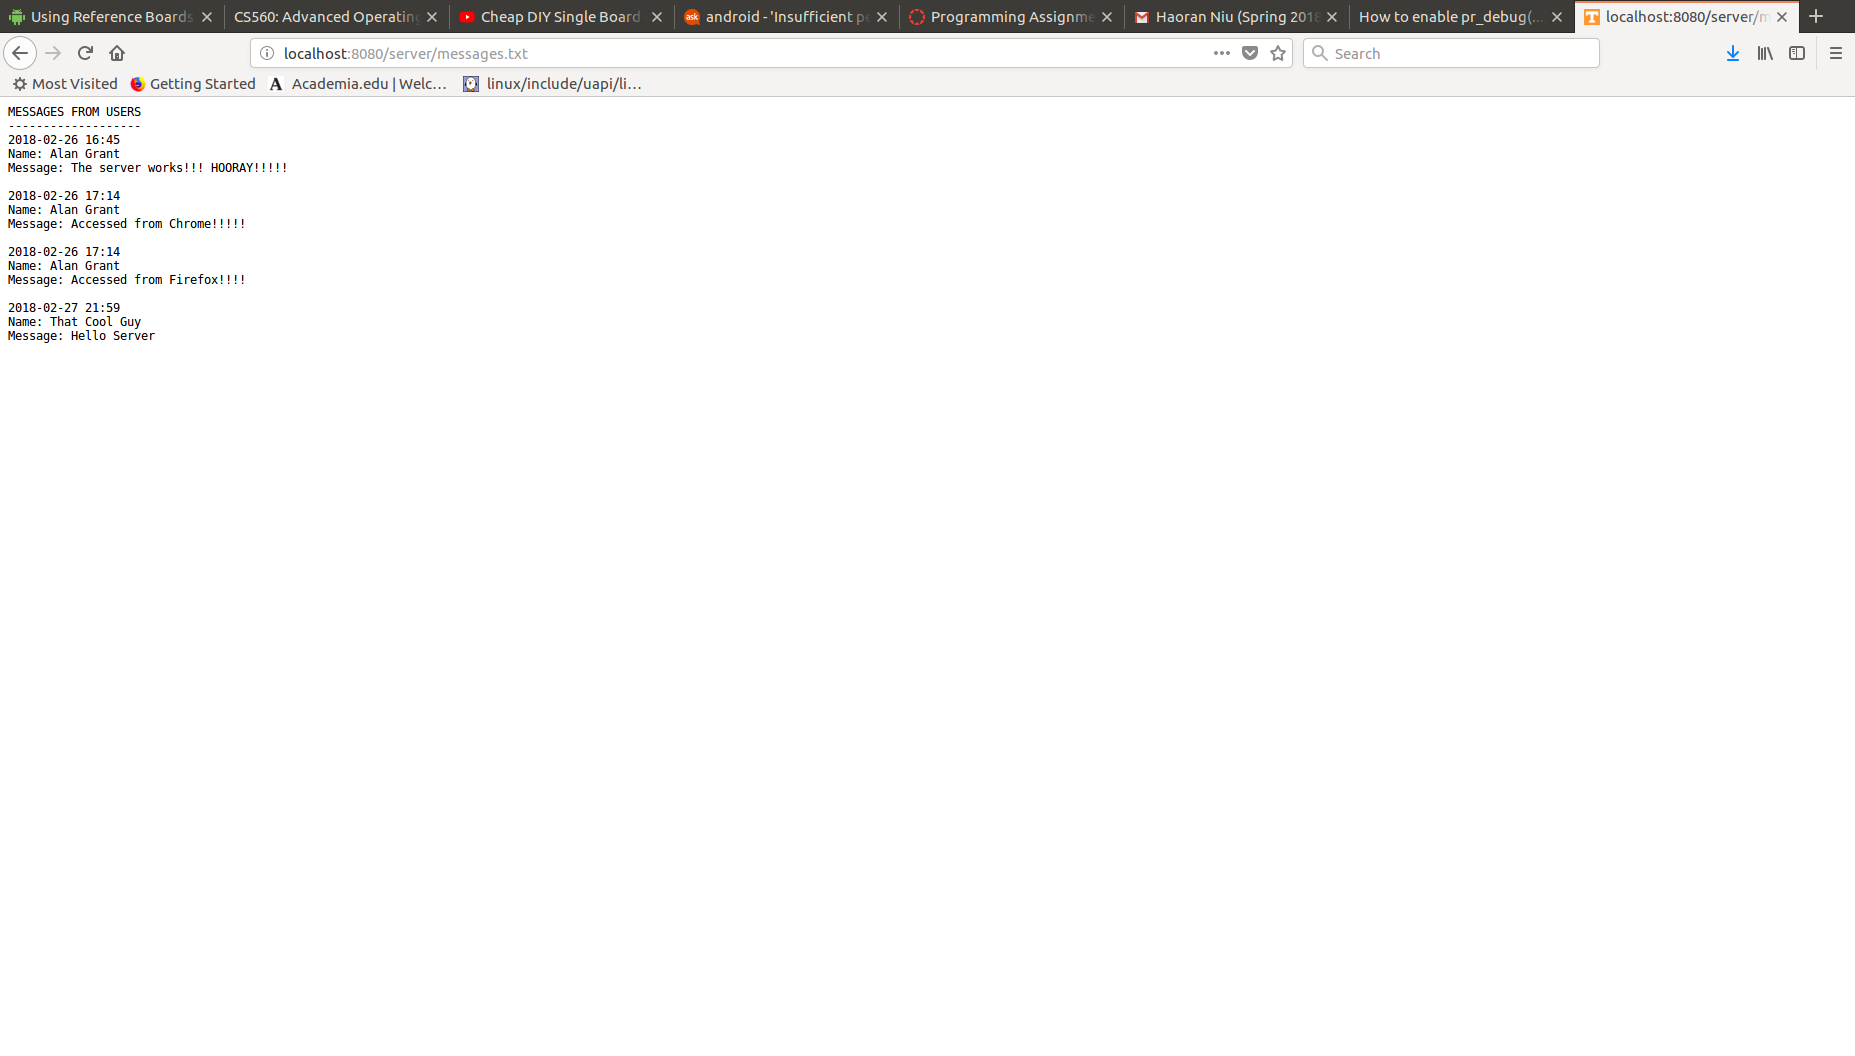 Using Reference Boards
CS560: Advanced Operating
Cheap DIY Single Board
ask
android - 'Insufficient pe
Programming Assignme
Haoran Niu (Spring 2018
How to enable pr_debug(...
localhost:8080/server/m
localhost:8080/server/messages.txt
Search
Most Visited
Getting Started
A Academia.edu | Welc...
linux/include/uapi/li...
MESSAGES FROM USERS
-------------------
2018-02-26 16:45
Name: Alan Grant
Message: The server works!!! HOORAY!!!!!
2018-02-26 17:14
Name: Alan Grant
Message: Accessed from Chrome!!!!!
2018-02-26 17:14
Name: Alan Grant
Message: Accessed from Firefox!!!!
2018-02-27 21:59
Name: That Cool Guy
Message: Hello Server